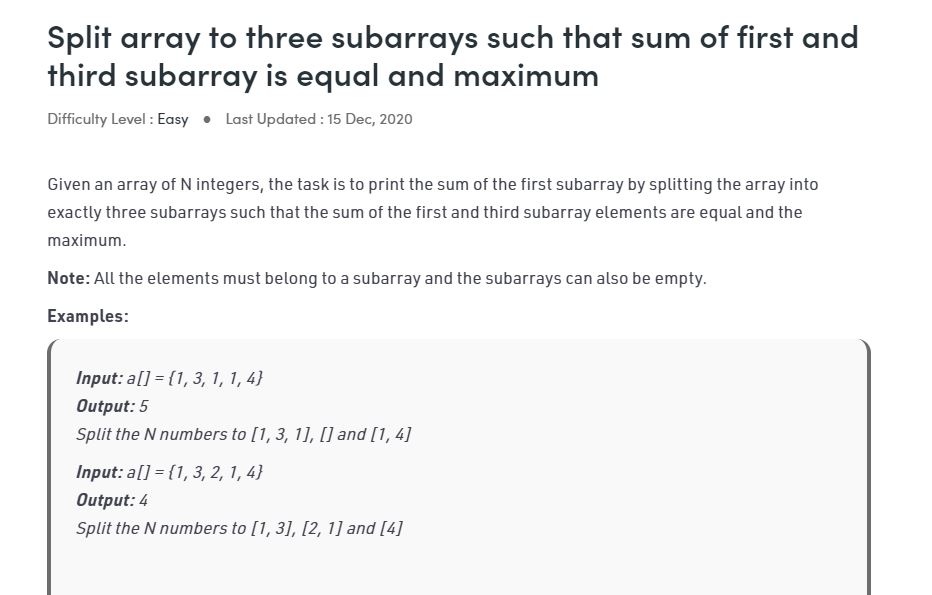 Split array to three subarrays such that sum of first and
third subarray is equal and maximum
Difficulty Level : Easy ● Last Updated : 15 Dec, 2020
Given an array of N integers, the task is to print the sum of the first subarray by splitting the array into
exactly three subarrays such that the sum of the first and third subarray elements are equal and the
maximum.
Note: All the elements must belong to a subarray and the subarrays can also be empty.
Examples:
Input: a[] = {1, 3, 1, 1, 4}
Output: 5
Split the N numbers to [1, 3, 1], [] and [1, 4]
Input: a[] = {1, 3, 2, 1, 4}
Output: 4
Split the N numbers to [1, 3], [2, 1] and [4]